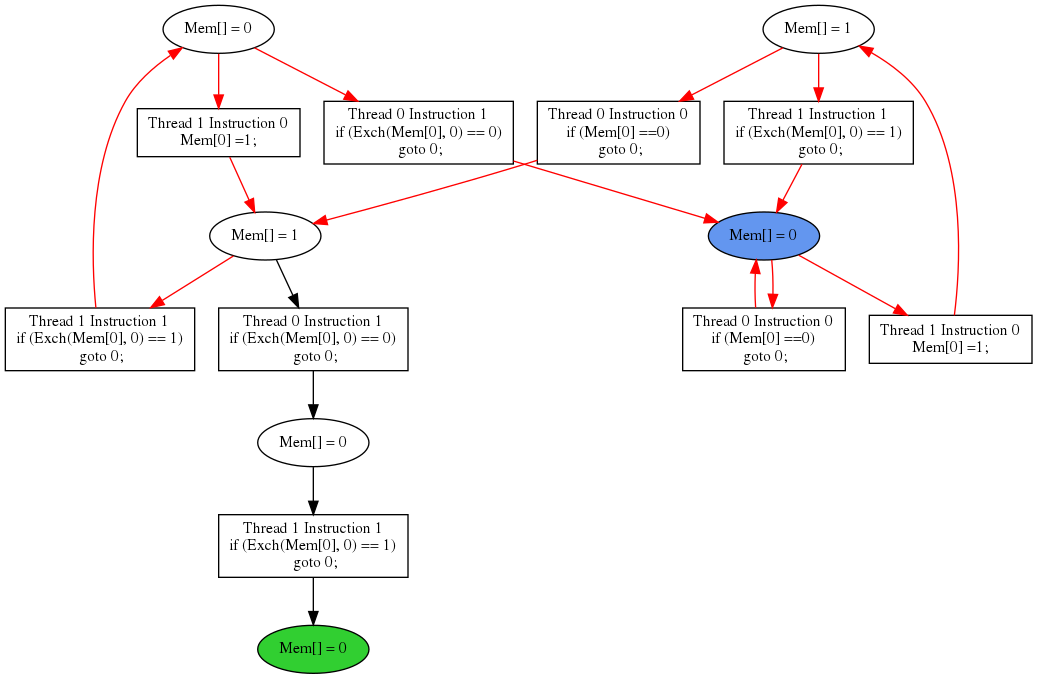 Mem[] = 0
Mem[] = 1
Thread 1 Instruction 0
Mem[0] =1;
Thread 0 Instruction 1
if (Exch(Mem[0], 0) == 0)
goto 0;
Thread 0 Instruction 0
if (Mem[0] ==0)
goto 0;
Thread 1 Instruction 1
if (Exch(Mem[0], 0) == 1)
goto 0;
Mem[] = 1
Mem[] = 0
Thread 1 Instruction 1
if (Exch(Mem[0], 0) == 1)
goto 0;
Thread 0 Instruction 1
if (Exch(Mem[0], 0) == 0)
goto 0;
Thread 0 Instruction 0
if (Mem[0] ==0)
goto 0;
Thread 1 Instruction 0
Mem[0] =1;
Mem[] = 0
Thread 1 Instruction 1
if (Exch(Mem[0], 0) == 1)
goto 0;
Mem[] = 0